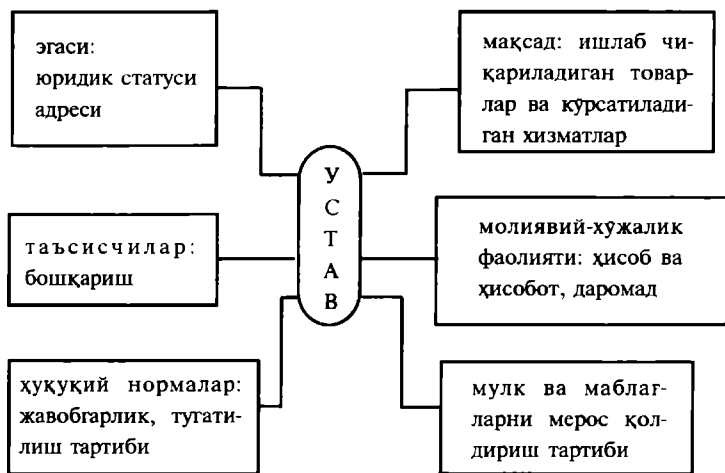 эгаси:
юридик статуси
адреси
мақсад: ишлаб чи-
қариладиган товар-
лар ва кўрсатилади-
ган хизматлар
У
С
Т
А
В
таъсисчилар:
бошқариш
молиявий-хўжалик
фаолияти: ҳисоб ва
ҳисобот, даромад
ҳуқуқий нормалар:
жавобгарлик, тугати-
лиш тартиби
мулк ва маблағ-
ларни мерос қол-
дириш тартиби